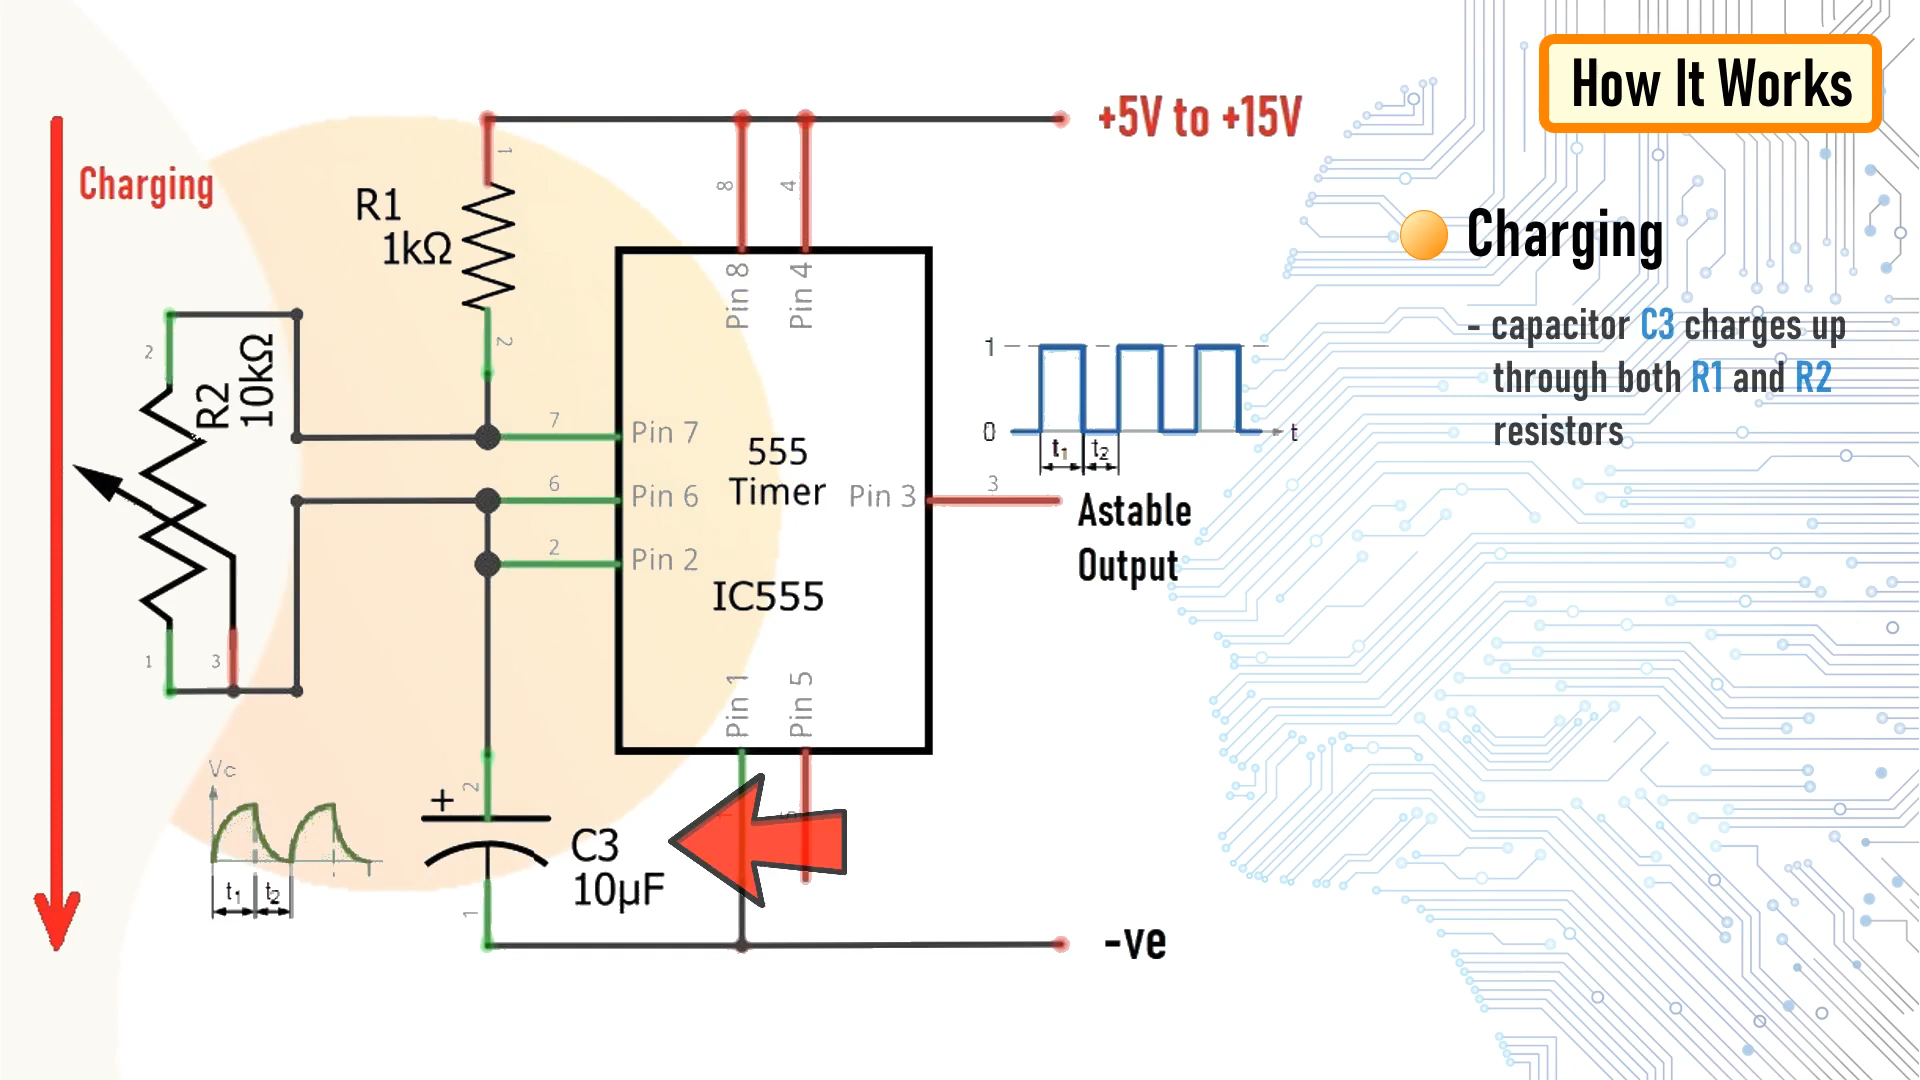 How It Works
+5V to +15V
Charging
1
8
4
R1
1kΩ
Charging
Pin 8
Pin 4
- capacitor C3 charges up
through both R1 and R2
resistors
2
2
R2
10kΩ
1
0
t
t1
t2
7
Pin 7
555
Timer
6
Pin 6
Pin 3
3
Astable
Output
2
Pin 2
IC555
1
3
Pin 1
Pin 5
Vc
+
2
C3
10µF
t1
t2
1
-ve